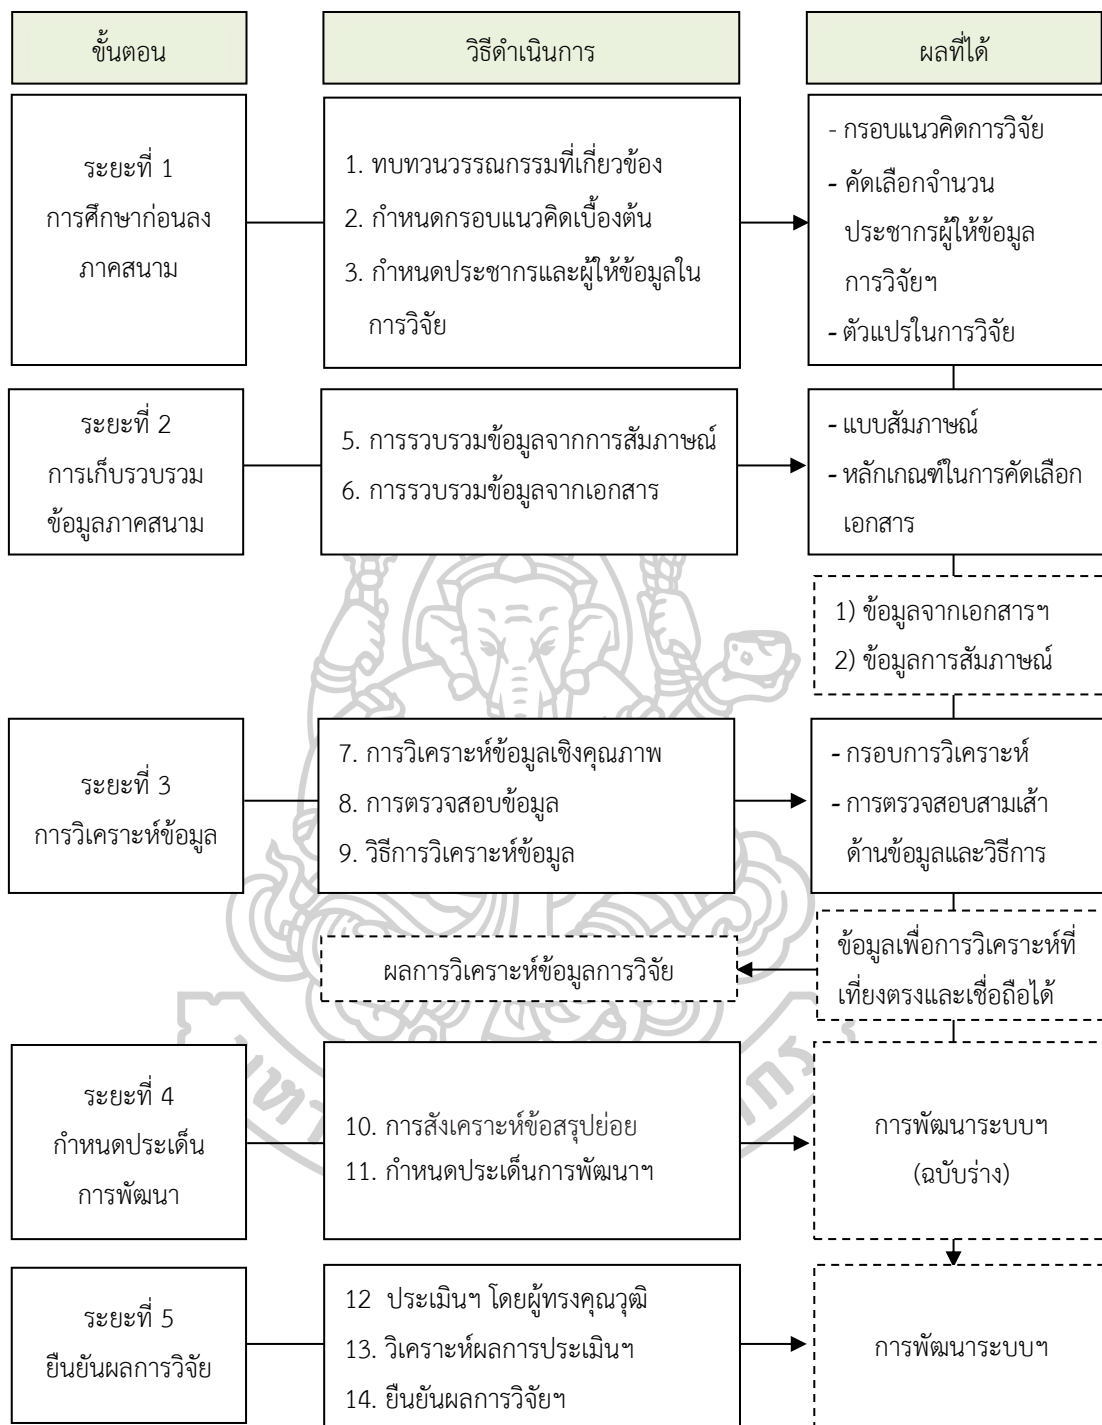 ขั้นตอน
วิธีดำเนินการ
ผลที่ได้
ระยะที่ 1
การศึกษาก่อนลง
ภาคสนาม
1. ทบทวนวรรณกรรมที่เกี่ยวข้อง
2. กำหนดกรอบแนวคิดเบื้องต้น
3. กำหนดประชากรและผู้ให้ข้อมูลใน
การวิจัย
- กรอบแนวคิดการวิจัย
- คัดเลือกจำนวน
ประชากรผู้ให้ข้อมูล
การวิจัยฯ
- ตัวแปรในการวิจัย
ระยะที่ 2
การเก็บรวบรวม
ข้อมูลภาคสนาม
5. การรวบรวมข้อมูลจากการสัมภาษณ์
6. การรวบรวมข้อมูลจากเอกสาร
- แบบสัมภาษณ์
- หลักเกณฑ์ในการคัดเลือก
เอกสาร
1) ข้อมูลจากเอกสารฯ
2) ข้อมูลการสัมภาษณ์
ระยะที่ 3
การวิเคราะห์ข้อมูล
7. การวิเคราะห์ข้อมูลเชิงคุณภาพ
8. การตรวจสอบข้อมูล
9. วิธีการวิเคราะห์ข้อมูล
- กรอบการวิเคราะห์
- การตรวจสอบสามเส้า
ด้านข้อมูลและวิธีการ
ผลการวิเคราะห์ข้อมูลการวิจัย
ข้อมูลเพื่อการวิเคราะห์ที่
เที่ยงตรงและเชื่อถือได้
ระยะที่ 4
กำหนดประเด็น
การพัฒนา
10. การสังเคราะห์ข้อสรุปย่อย
11. กำหนดประเด็นการพัฒนาฯ
การพัฒนาระบบฯ
(ฉบับร่าง)
ระยะที่ 5
ยืนยันผลการวิจัย
12 ประเมินฯ โดยผู้ทรงคุณวุฒิ
13. วิเคราะห์ผลการประเมินฯ
14. ยืนยันผลการวิจัยฯ
การพัฒนาระบบฯ